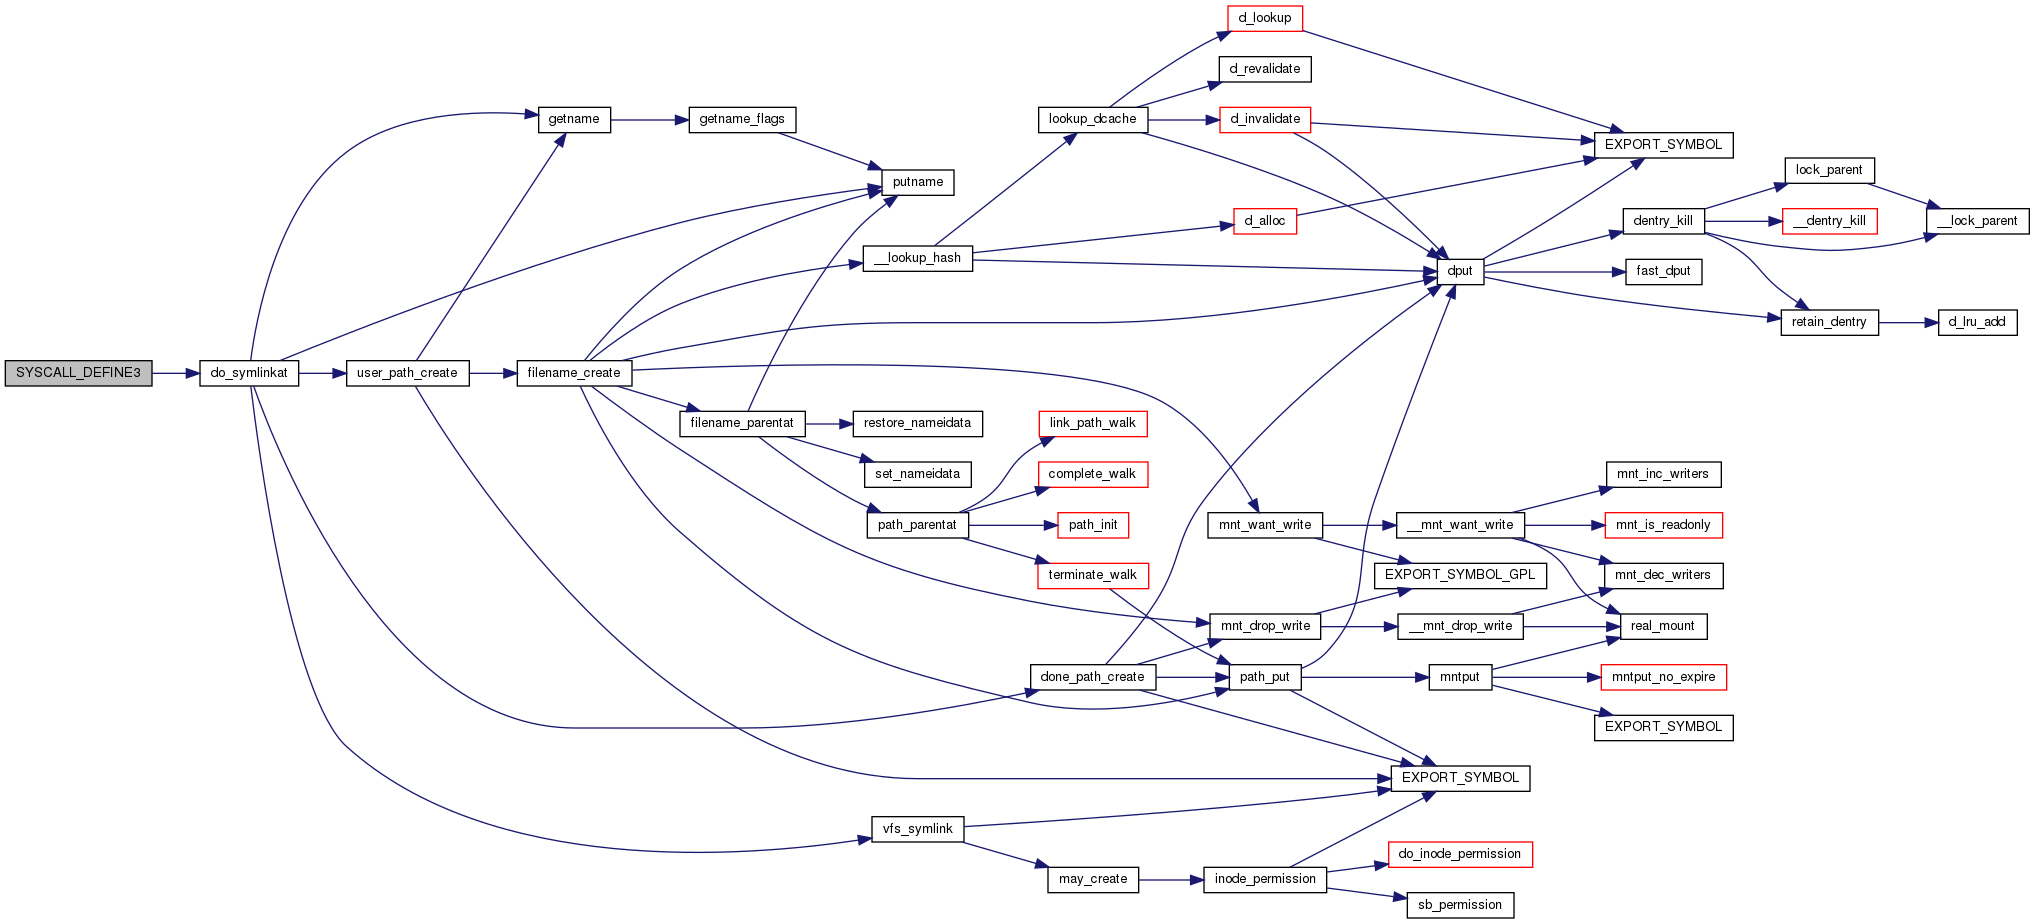 SYSCALL_DEFINE3
do_symlinkat
getname
user_path_create
getname_flags
filename_create
putname
__lookup_hash
filename_parentat
restore_nameidata
set_nameidata
path_parentat
lookup_dcache
d_lookup
d_revalidate
d_invalidate
d_alloc
link_path_walk
complete_walk
path_init
terminate_walk
mnt_want_write
mnt_drop_write
done_path_create
path_put
vfs_symlink
may_create
inode_permission
dput
EXPORT_SYMBOL
dentry_kill
fast_dput
retain_dentry
lock_parent
__dentry_kill
__lock_parent
d_lru_add
__mnt_want_write
EXPORT_SYMBOL_GPL
__mnt_drop_write
mntput
mnt_inc_writers
mnt_is_readonly
mnt_dec_writers
real_mount
mntput_no_expire
EXPORT_SYMBOL
EXPORT_SYMBOL
do_inode_permission
sb_permission